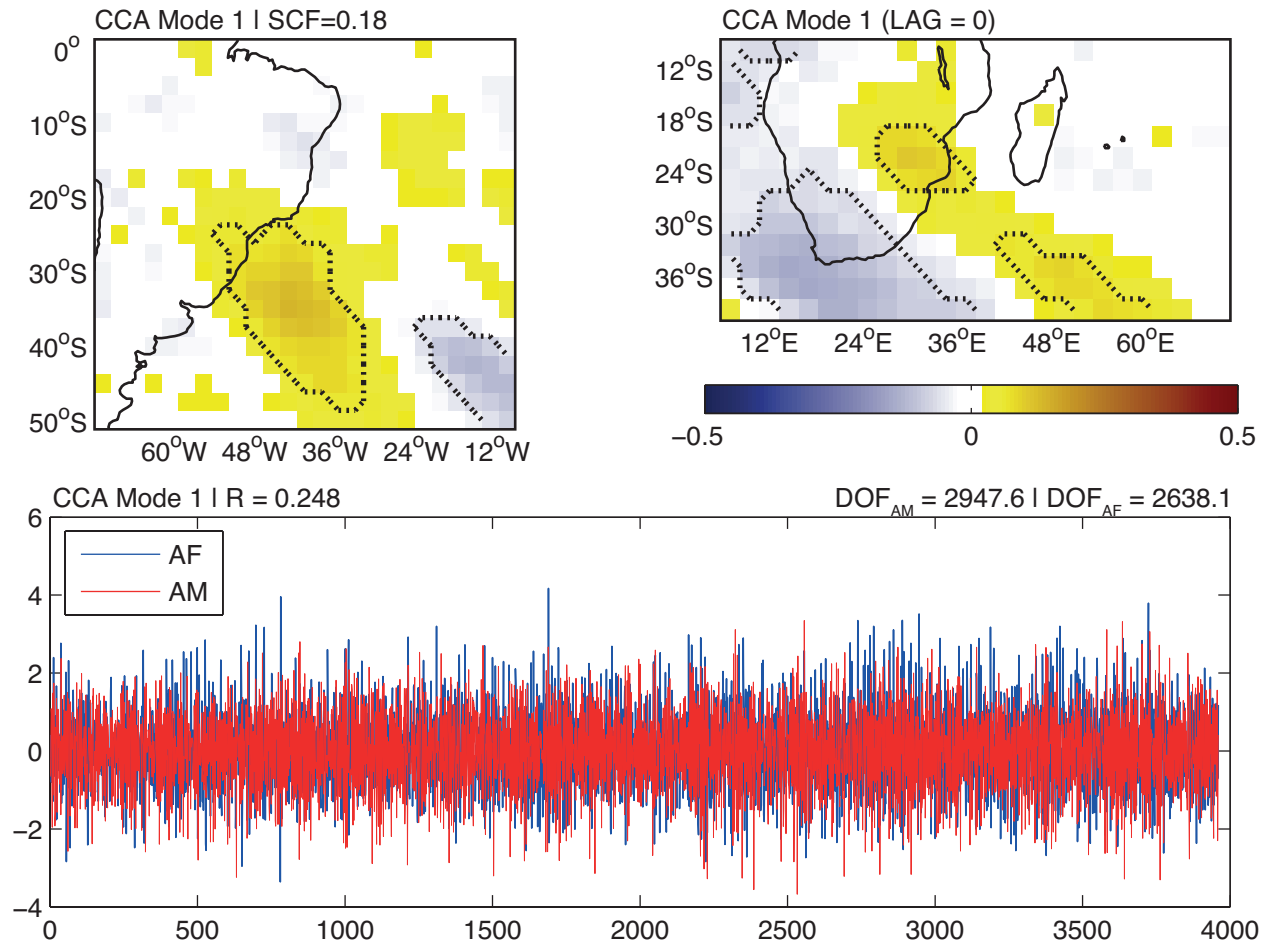 CCA Mode 1 | SCF=0.18
0°
10°S
20°S
30°S
40°S
50°S
60°W 48°W 36°W 24°W 12°W
CCA Mode 1 (LAG = 0)
12°S
18°S
24°S
30°S
36°S
12°E 24°E 36°E 48°E 60°E
−0.5 0 0.5
CCA Mode 1 | R = 0.248
DOF_AM = 2947.6 | DOF_AF = 2638.1
AF
AM
6
4
2
0
−2
−4
0 500 1000 1500 2000 2500 3000 3500 4000